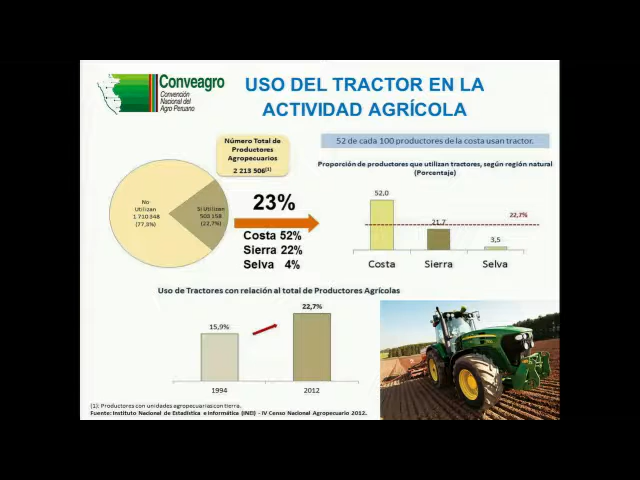 Conveagro
Convención
Nacional del
Agro Peruano
USO DEL TRACTOR EN LA
ACTIVIDAD AGRÍCOLA
Número Total de
Productores
Agropecuarios
2 213 506(1)
52 de cada 100 productores de la costa usan tractor.
Proporción de productores que utilizan tractores, según región natural
(Porcentaje)
No
Utilizan
1 710 348
(77,3%)
Sí Utilizan
503 158
(22,7%)
23%
Costa 52%
Sierra 22%
Selva 4%
52,0
21,7
3,5
22,7%
Costa
Sierra
Selva
Uso de Tractores con relación al total de Productores Agrícolas
15,9%
22,7%
1994
2012
(1): Productores con unidades agropecuarias con tierra.
Fuente: Instituto Nacional de Estadística e Informática (INEI) - IV Censo Nacional Agropecuario 2012.